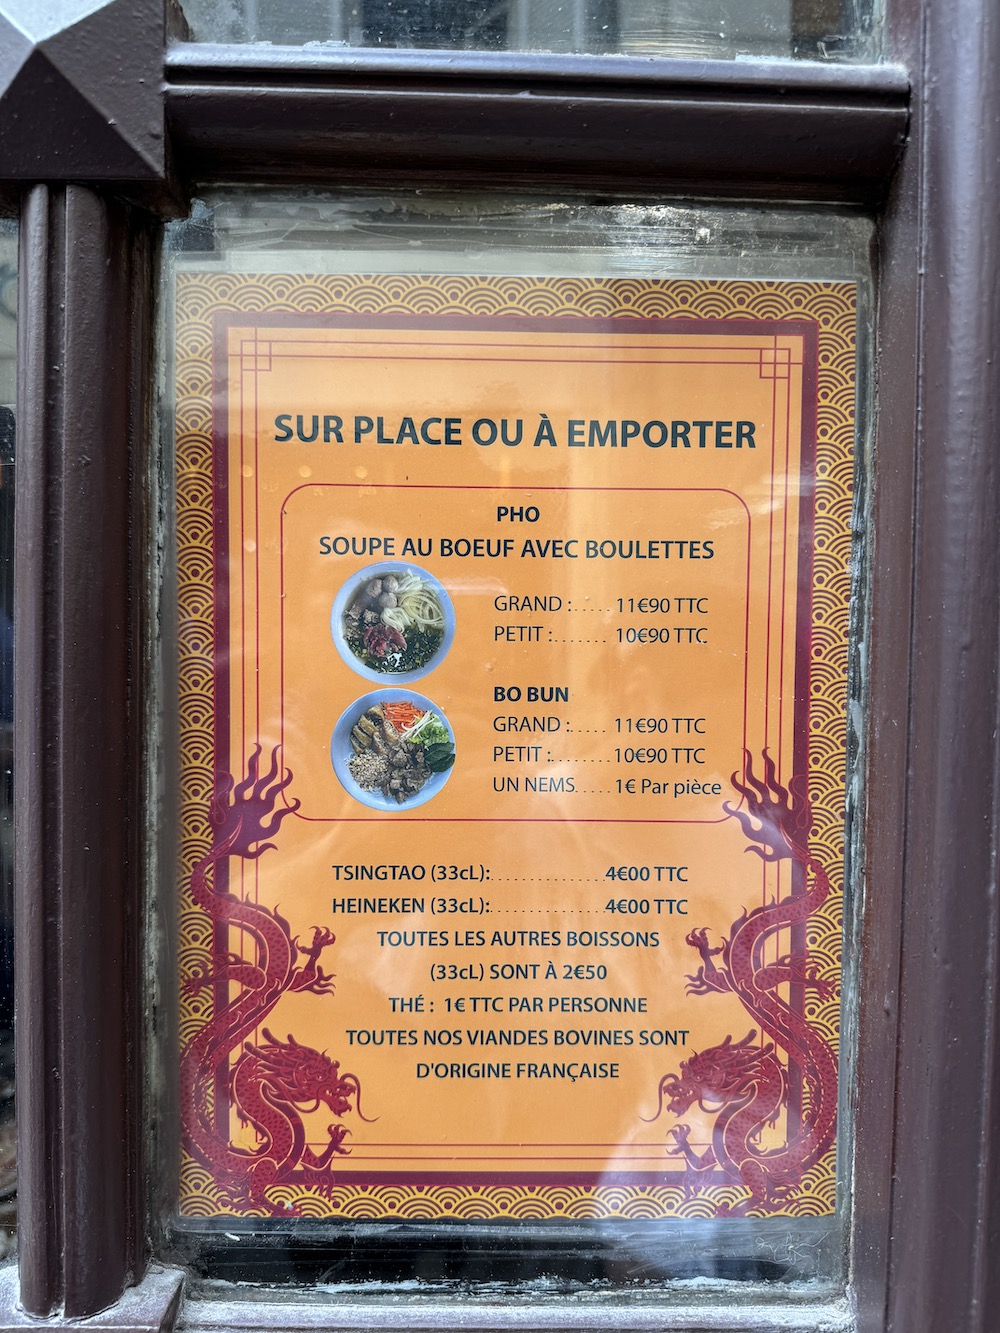 SUR PLACE OU À EMPORTER
PHO
SOUPE AU BOEUF AVEC BOULETTES
GRAND :..... 11€90 TTC
PETIT :....... 10€90 TTC
BO BUN
GRAND :...... 11€90 TTC
PETIT :........ 10€90 TTC
UN NEMS..... 1€ Par pièce
TSINGTAO (33cL):.............. 4€00 TTC
HEINEKEN (33cL):.............. 4€00 TTC
TOUTES LES AUTRES BOISSONS
(33cL) SONT À 2€50
THÉ : 1€ TTC PAR PERSONNE
TOUTES NOS VIANDES BOVINES SONT
D'ORIGINE FRANÇAISE